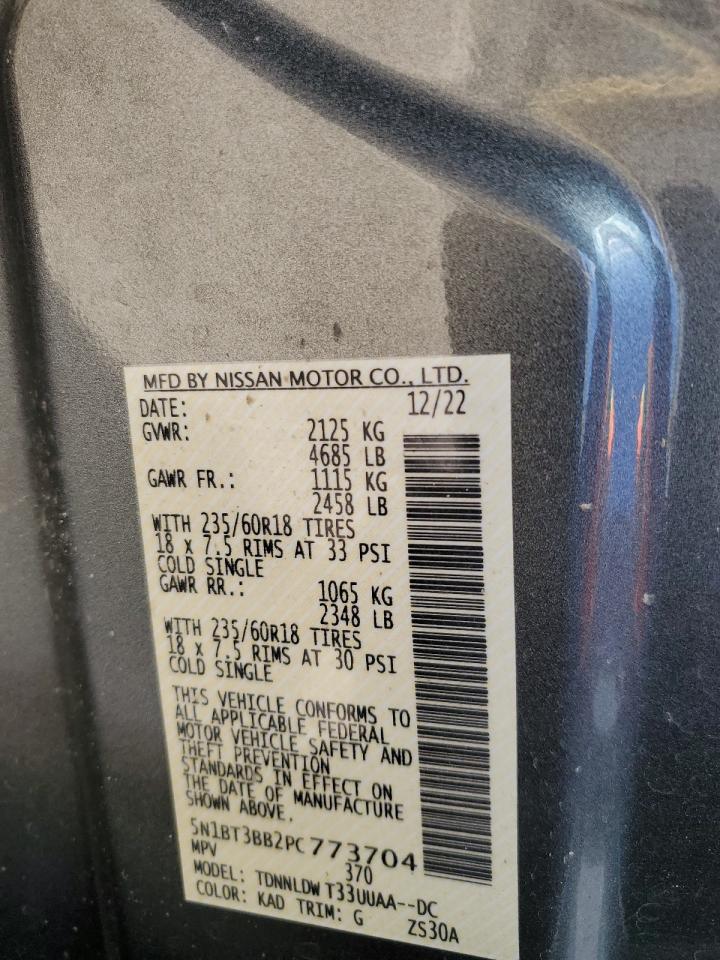 MFD BY NISSAN MOTOR CO., LTD.
DATE: 12/22
GVWR: 2125 KG
4685 LB
GAWR FR.: 1115 KG
2458 LB
WITH 235/60R18 TIRES
18 x 7.5 RIMS AT 33 PSI
COLD SINGLE
GAWR RR.: 1065 KG
2348 LB
WITH 235/60R18 TIRES
18 x 7.5 RIMS AT 30 PSI
COLD SINGLE
THIS VEHICLE CONFORMS TO
ALL APPLICABLE FEDERAL
MOTOR VEHICLE SAFETY AND
THEFT PREVENTION
STANDARDS IN EFFECT ON
THE DATE OF MANUFACTURE
SHOWN ABOVE.
5N1BT3BB2PC773704
MPV 370
MODEL: TDNNLDW T33UUAA--DC
COLOR: KAD TRIM: G ZS30A